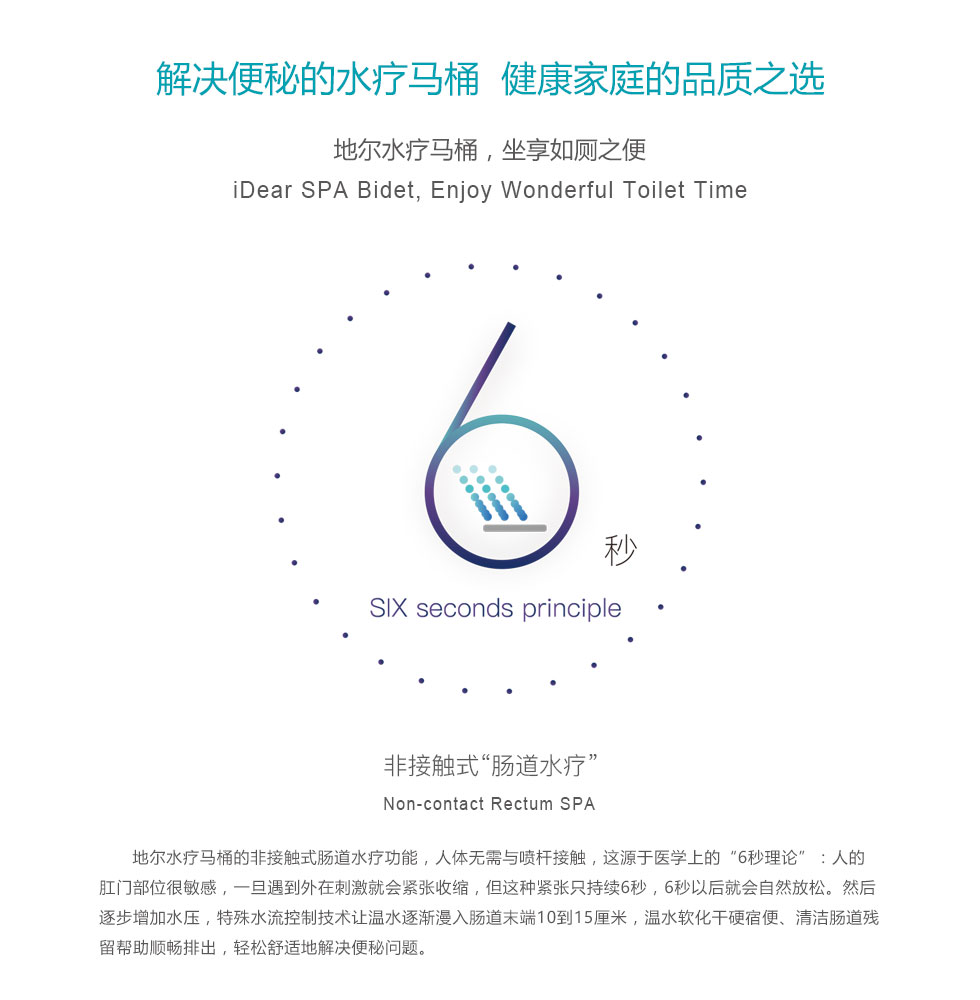 解决便秘的水疗马桶 健康家庭的品质之选
地尔水疗马桶，坐享如厕之便
iDear SPA Bidet, Enjoy Wonderful Toilet Time
6
秒
SIX seconds principle
非接触式“肠道水疗”
Non-contact Rectum SPA
地尔水疗马桶的非接触式肠道水疗功能，人体无需与喷杆接触，这源于医学上的“6秒理论”：人的
肛门部位很敏感，一旦遇到外在刺激就会紧张收缩，但这种紧张只持续6秒，6秒以后就会自然放松。然后
逐步增加水压，特殊水流控制技术让温水逐渐漫入肠道末端10到15厘米，温水软化干硬宿便、清洁肠道残
留帮助顺畅排出，轻松舒适地解决便秘问题。